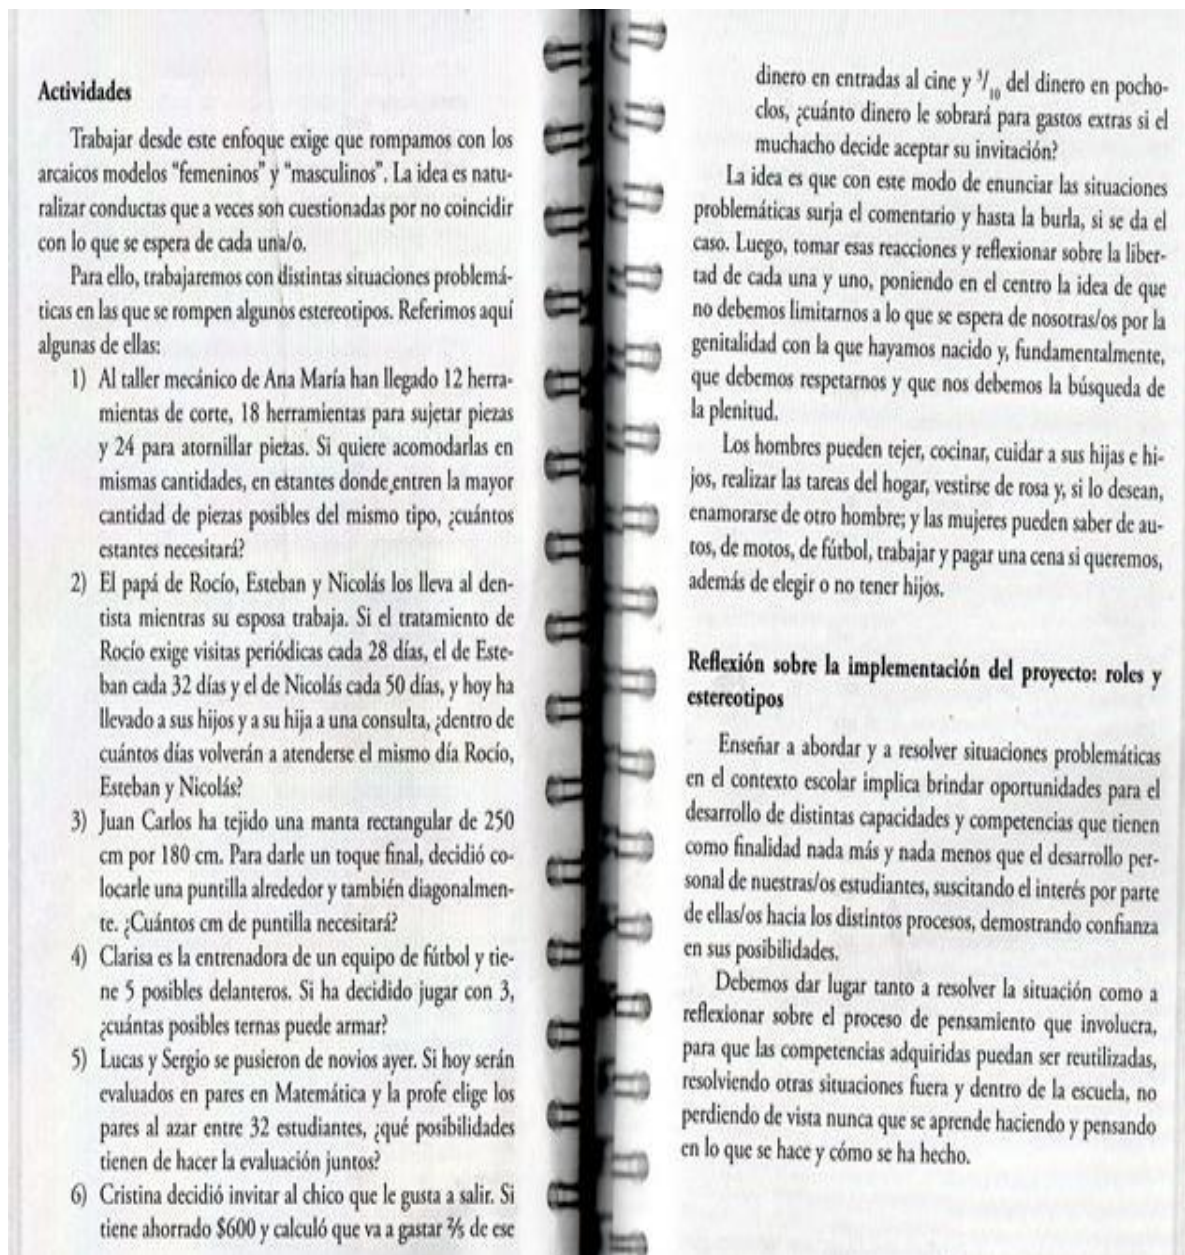 Actividades
Trabajar desde este enfoque exige que rompamos con los
arcaicos modelos "femeninos" y "masculinos". La idea es natu-
ralizar conductas que a veces son cuestionadas por no coincidir
con lo que se espera de cada una/o.
Para ello, trabajaremos con distintas situaciones problemá-
ticas en las que se rompen algunos estereotipos. Referimos aquí
algunas de ellas:
1) Al taller mecánico de Ana María han llegado 12 herra-
mientas de corte, 18 herramientas para sujetar piezas
y 24 para atornillar piezas. Si quiere acomodarlas en
mismas cantidades, en estantes donde entren la mayor
cantidad de piezas posibles del mismo tipo, ¿cuántos
estantes necesitará?
2) El papá de Rocío, Esteban y Nicolás los lleva al den-
tista mientras su esposa trabaja. Si el tratamiento de
Rocío exige visitas periódicas cada 28 días, el de Este-
ban cada 32 días y el de Nicolás cada 50 días, y hoy ha
llevado a sus hijos y a su hija a una consulta, ¿dentro de
cuántos días volverán a atenderse el mismo día Rocío,
Esteban y Nicolás?
3) Juan Carlos ha tejido una manta rectangular de 250
cm por 180 cm. Para darle un toque final, decidió co-
locarle una puntilla alrededor y también diagonalmen-
te. ¿Cuántos cm de puntilla necesitará?
4) Clarisa es la entrenadora de un equipo de fútbol y tie-
ne 5 posibles delanteros. Si ha decidido jugar con 3,
¿cuántas posibles ternas puede armar?
5) Lucas y Sergio se pusieron de novios ayer. Si hoy serán
evaluados en pares en Matemática y la profe elige los
pares al azar entre 32 estudiantes, ¿qué posibilidades
tienen de hacer la evaluación juntos?
6) Cristina decidió invitar al chico que le gusta a salir. Si
tiene ahorrado $600 y calculó que va a gastar ⅖ de ese
dinero en entradas al cine y 3/10 del dinero en pocho-
clos, ¿cuánto dinero le sobrará para gastos extras si el
muchacho decide aceptar su invitación?
La idea es que con este modo de enunciar las situaciones
problemáticas surja el comentario y hasta la burla, si se da el
caso. Luego, tomar esas reacciones y reflexionar sobre la liber-
tad de cada una y uno, poniendo en el centro la idea de que
no debemos limitarnos a lo que se espera de nosotras/os por la
genitalidad con la que hayamos nacido y, fundamentalmente,
que debemos respetarnos y que nos debemos la búsqueda de
la plenitud.
Los hombres pueden tejer, cocinar, cuidar a sus hijas e hi-
jos, realizar las tareas del hogar, vestirse de rosa y, si lo desean,
enamorarse de otro hombre; y las mujeres pueden saber de au-
tos, de motos, de fútbol, trabajar y pagar una cena si queremos,
además de elegir o no tener hijos.
Reflexión sobre la implementación del proyecto: roles y
estereotipos
Enseñar a abordar y a resolver situaciones problemáticas
en el contexto escolar implica brindar oportunidades para el
desarrollo de distintas capacidades y competencias que tienen
como finalidad nada más y nada menos que el desarrollo per-
sonal de nuestras/os estudiantes, suscitando el interés por parte
de ellas/os hacia los distintos procesos, demostrando confianza
en sus posibilidades.
Debemos dar lugar tanto a resolver la situación como a
reflexionar sobre el proceso de pensamiento que involucra,
para que las competencias adquiridas puedan ser reutilizadas,
resolviendo otras situaciones fuera y dentro de la escuela, no
perdiendo de vista nunca que se aprende haciendo y pensando
en lo que se hace y cómo se ha hecho.